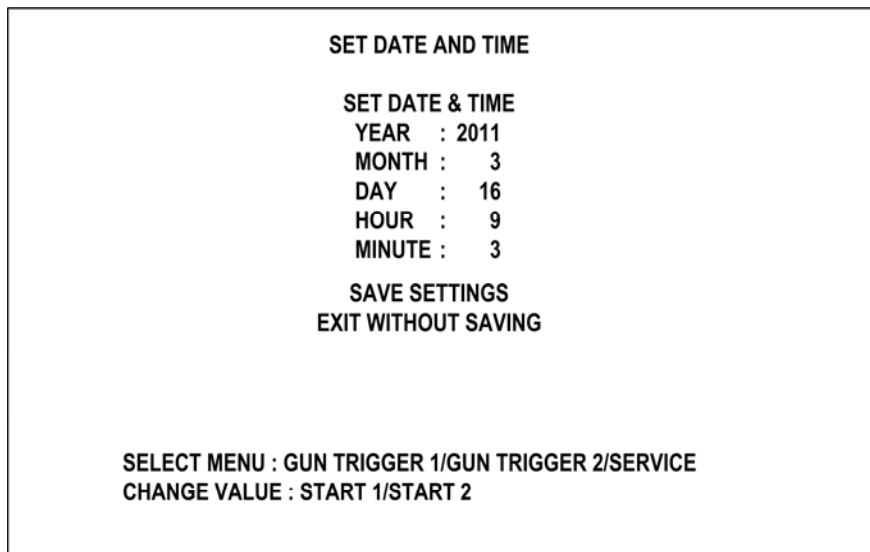 SET DATE AND TIME
SET DATE & TIME
YEAR : 2011
MONTH : 3
DAY : 16
HOUR : 9
MINUTE : 3
SAVE SETTINGS
EXIT WITHOUT SAVING
SELECT MENU : GUN TRIGGER 1/GUN TRIGGER 2/SERVICE
CHANGE VALUE : START 1/START 2